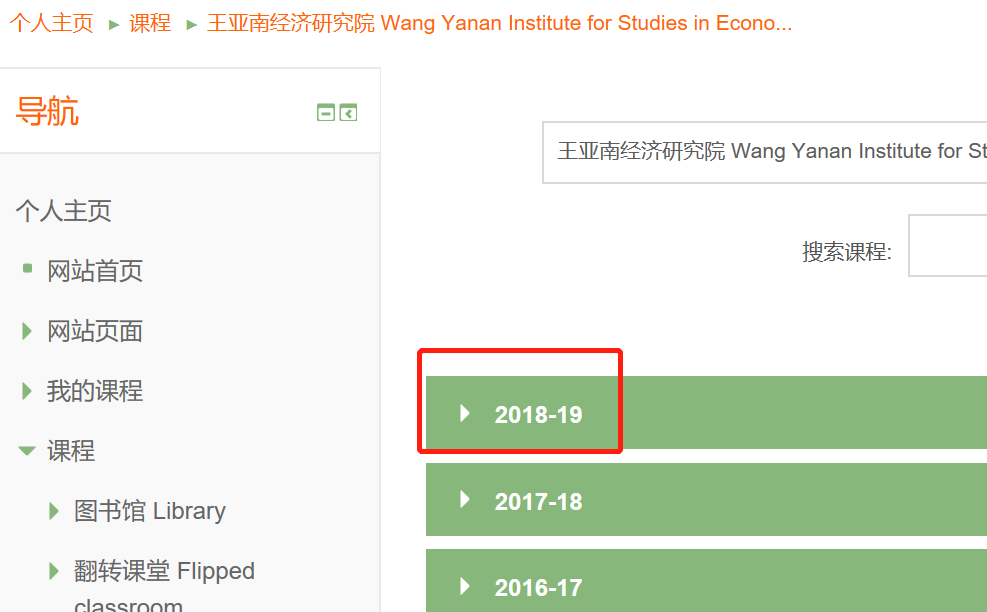 个人主页 ► 课程 ► 王亚南经济研究院 Wang Yanan Institute for Studies in Econo...
导航
个人主页
网站首页
网站页面
我的课程
课程
图书馆 Library
翻转课堂 Flipped
classroom
王亚南经济研究院 Wang Yanan Institute for St
搜索课程:
2018-19
2017-18
2016-17